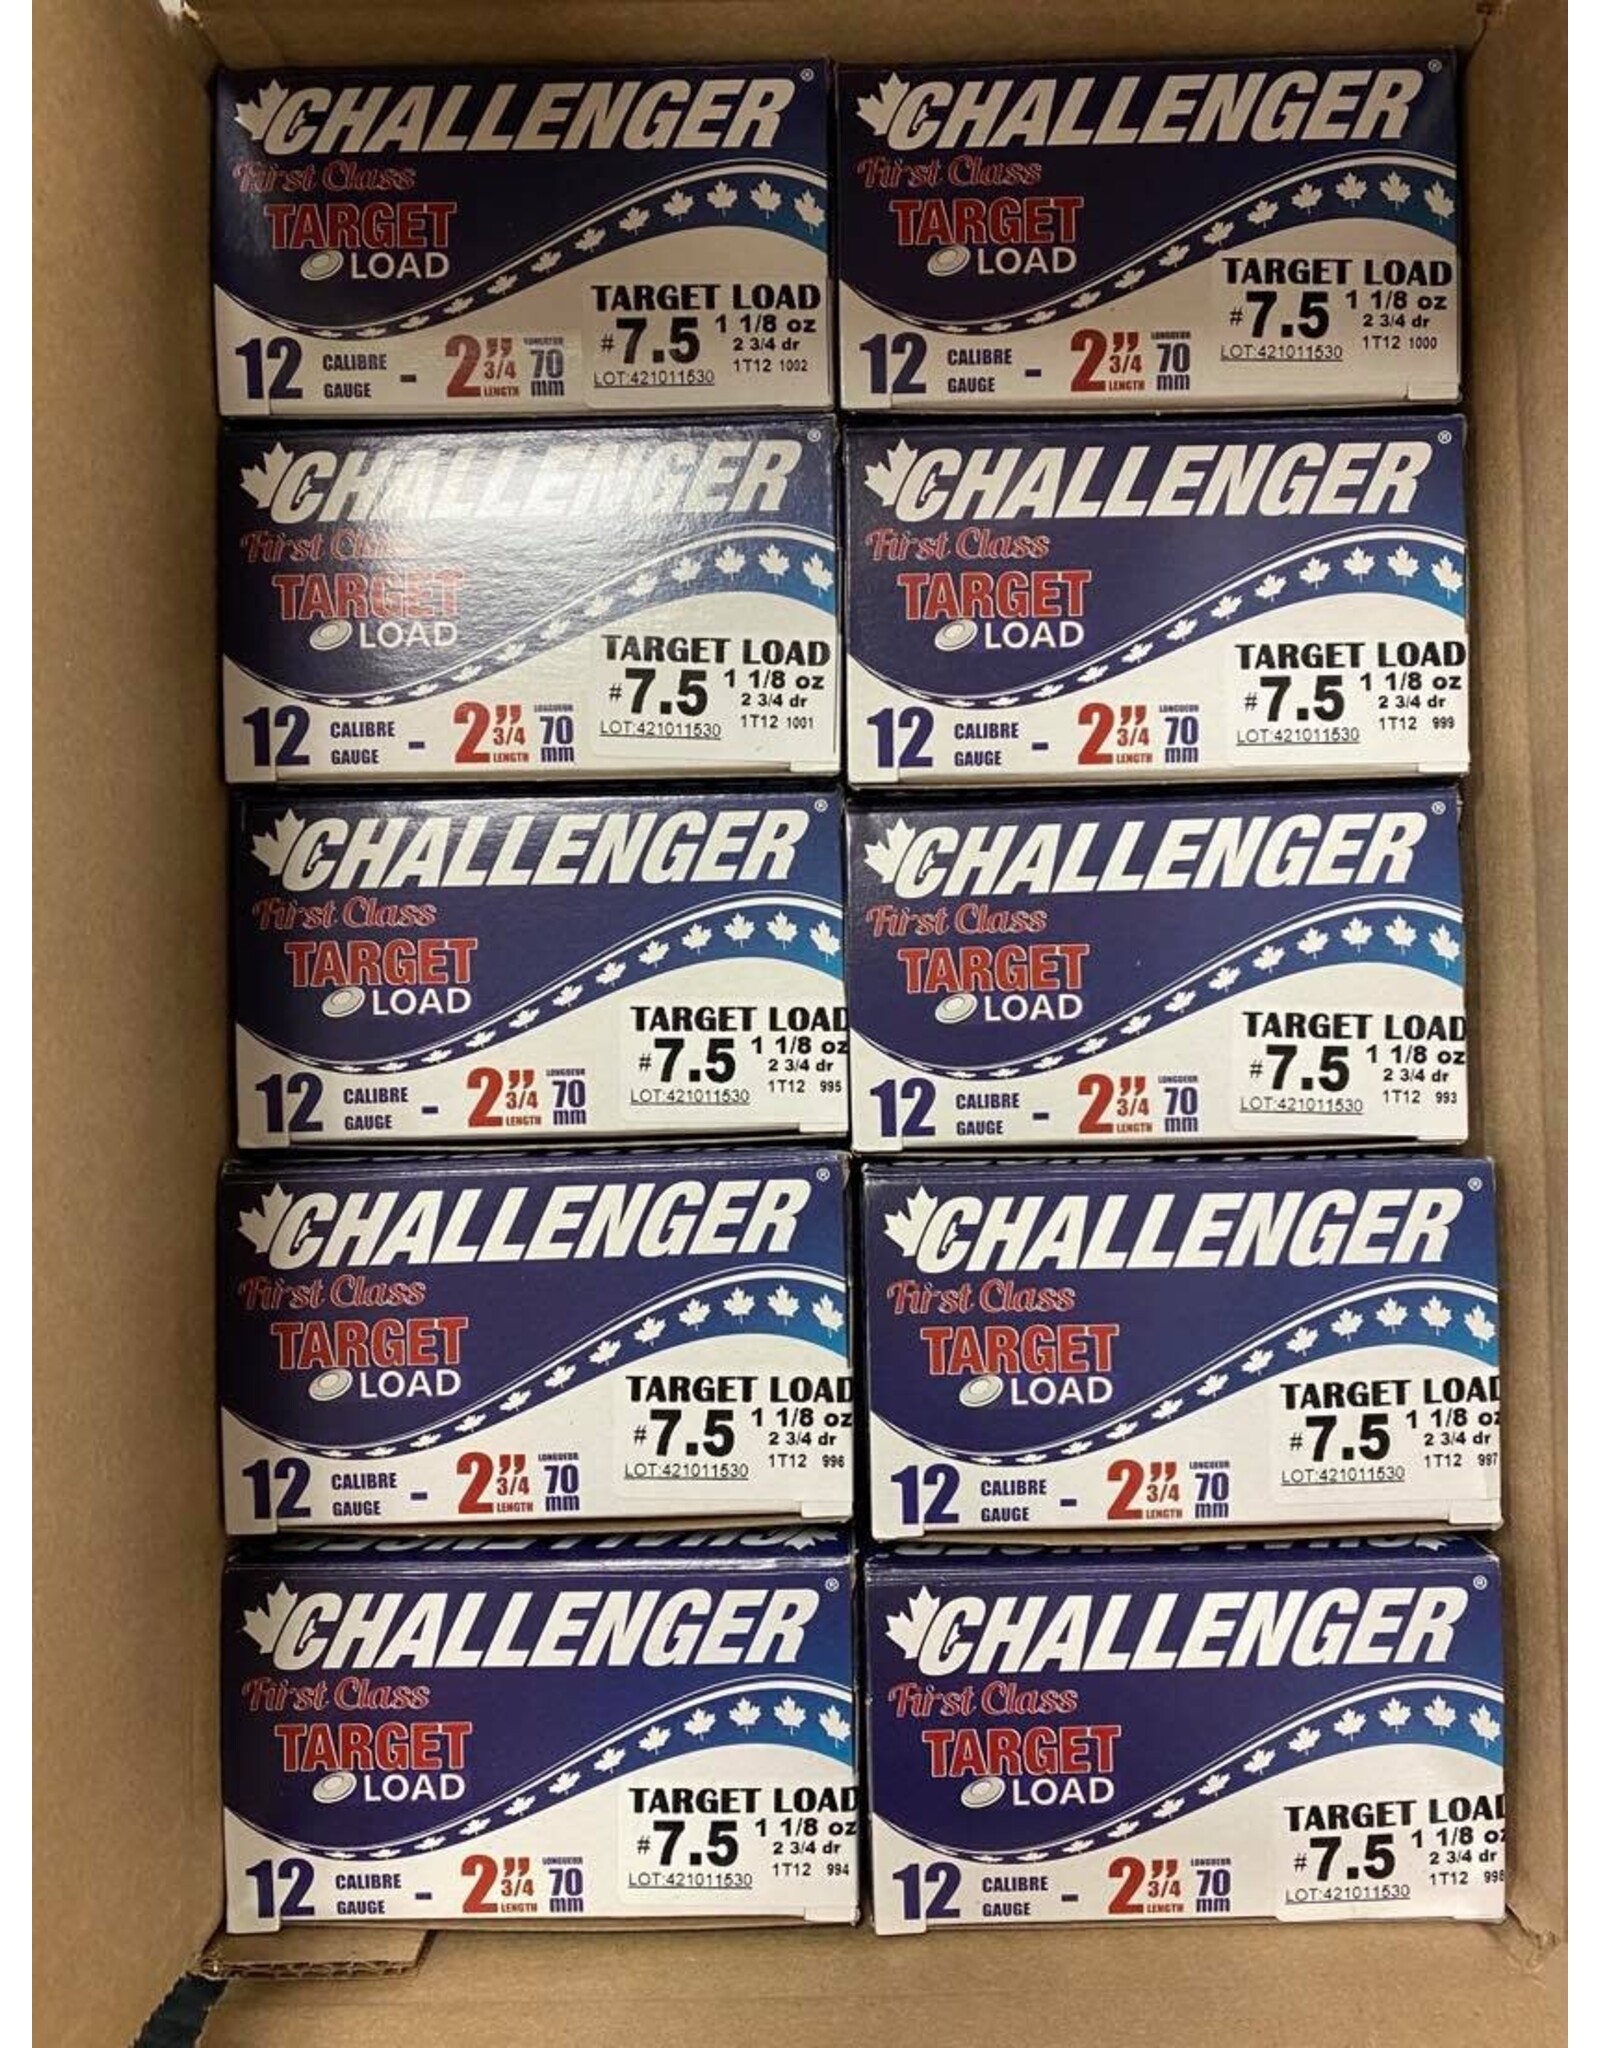 CHALLENGER®
First Class
TARGET
LOAD
12 CALIBRE GAUGE - 2 3/4" LENGTH LONGUEUR 70 mm
TARGET LOAD
#7.5 1 1/8 oz
2 3/4 dr
LOT:421011530 1T12 1002
CHALLENGER®
First Class
TARGET
LOAD
12 CALIBRE GAUGE - 2 3/4" LENGTH LONGUEUR 70 mm
TARGET LOAD
#7.5 1 1/8 oz
2 3/4 dr
LOT:421011530 1T12 1000
CHALLENGER®
First Class
TARGET
LOAD
12 CALIBRE GAUGE - 2 3/4" LENGTH LONGUEUR 70 mm
TARGET LOAD
#7.5 1 1/8 oz
2 3/4 dr
LOT:421011530 1T12 1001
CHALLENGER®
First Class
TARGET
LOAD
12 CALIBRE GAUGE - 2 3/4" LENGTH LONGUEUR 70 mm
TARGET LOAD
#7.5 1 1/8 oz
2 3/4 dr
LOT:421011530 1T12 999
CHALLENGER®
First Class
TARGET
LOAD
12 CALIBRE GAUGE - 2 3/4" LENGTH LONGUEUR 70 mm
TARGET LOAD
#7.5 1 1/8 oz
2 3/4 dr
LOT:421011530 1T12 995
CHALLENGER®
First Class
TARGET
LOAD
12 CALIBRE GAUGE - 2 3/4" LENGTH LONGUEUR 70 mm
TARGET LOAD
#7.5 1 1/8 oz
2 3/4 dr
LOT:421011530 1T12 993
CHALLENGER®
First Class
TARGET
LOAD
12 CALIBRE GAUGE - 2 3/4" LENGTH LONGUEUR 70 mm
TARGET LOAD
#7.5 1 1/8 oz
2 3/4 dr
LOT:421011530 1T12 996
CHALLENGER®
First Class
TARGET
LOAD
12 CALIBRE GAUGE - 2 3/4" LENGTH LONGUEUR 70 mm
TARGET LOAD
#7.5 1 1/8 oz
2 3/4 dr
LOT:421011530 1T12 997
CHALLENGER®
First Class
TARGET
LOAD
12 CALIBRE GAUGE - 2 3/4" LENGTH LONGUEUR 70 mm
TARGET LOAD
#7.5 1 1/8 oz
2 3/4 dr
LOT:421011530 1T12 994
CHALLENGER®
First Class
TARGET
LOAD
12 CALIBRE GAUGE - 2 3/4" LENGTH LONGUEUR 70 mm
TARGET LOAD
#7.5 1 1/8 oz
2 3/4 dr
LOT:421011530 1T12